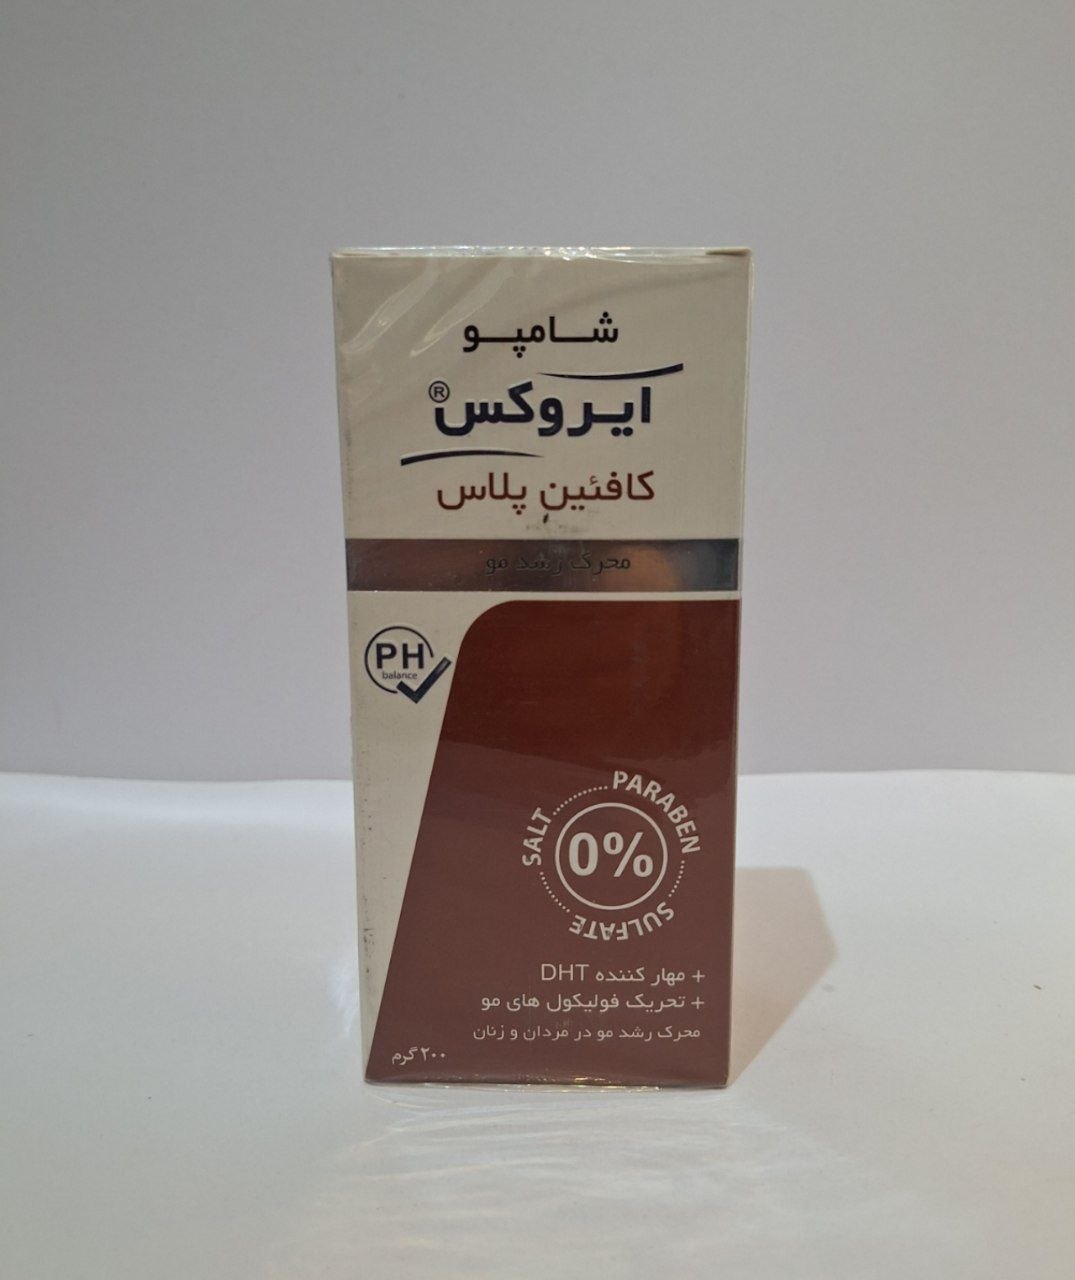 شامپو
ایروکس®
کافئین پلاس
محرک رشد مو
PH
balance
PARABEN
SALT
0%
SULFATE
+ مهار کننده DHT
+ تحریک فولیکول های مو
محرک رشد مو در مردان و زنان
۲۰۰ گرم